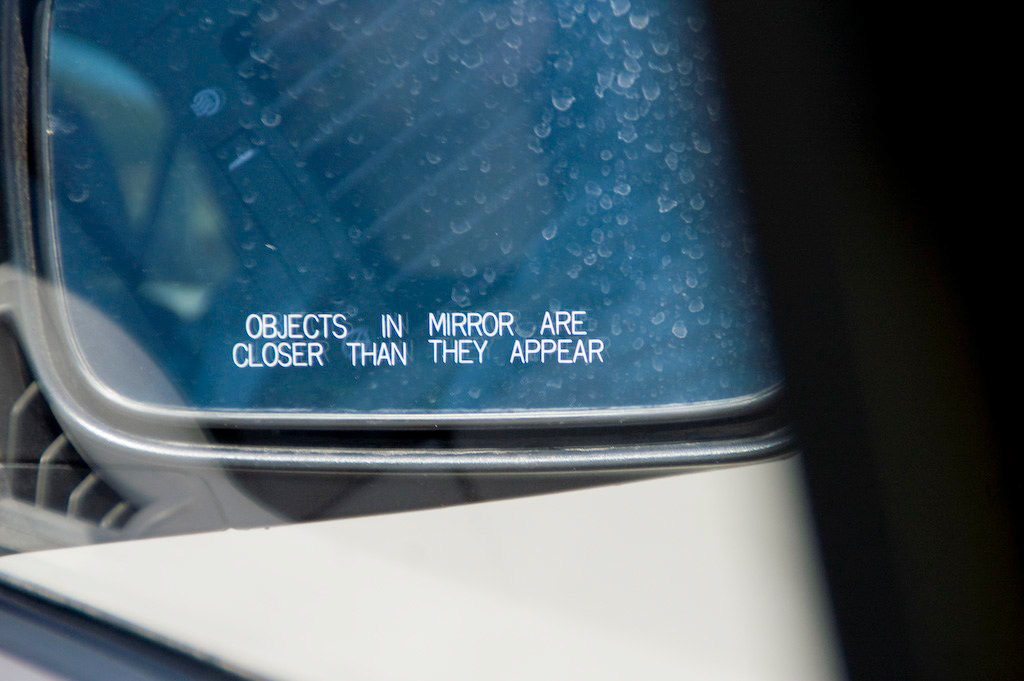 OBJECTS IN MIRROR ARE
CLOSER THAN THEY APPEAR